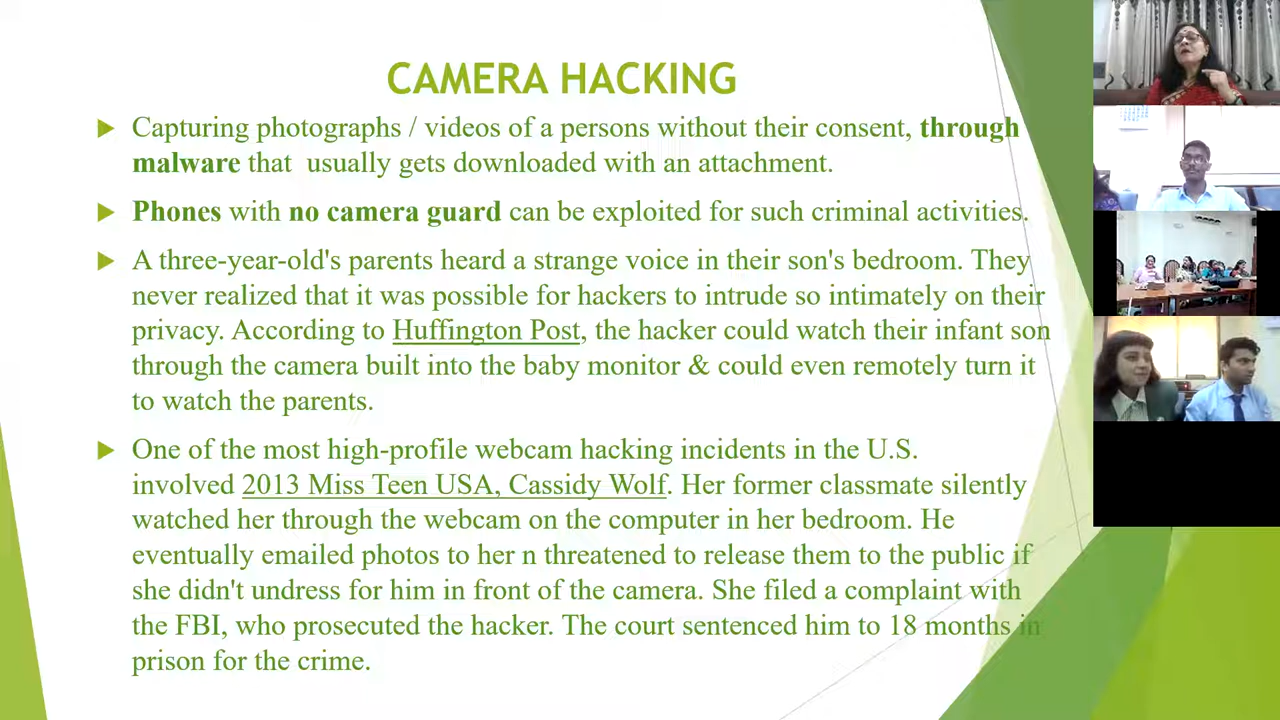 CAMERA HACKING
Capturing photographs / videos of a persons without their consent, through
malware that usually gets downloaded with an attachment.
Phones with no camera guard can be exploited for such criminal activities.
A three-year-old's parents heard a strange voice in their son's bedroom. They
never realized that it was possible for hackers to intrude so intimately on their
privacy. According to Huffington Post, the hacker could watch their infant son
through the camera built into the baby monitor & could even remotely turn it
to watch the parents.
One of the most high-profile webcam hacking incidents in the U.S.
involved 2013 Miss Teen USA, Cassidy Wolf. Her former classmate silently
watched her through the webcam on the computer in her bedroom. He
eventually emailed photos to her n threatened to release them to the public if
she didn't undress for him in front of the camera. She filed a complaint with
the FBI, who prosecuted the hacker. The court sentenced him to 18 months in
prison for the crime.